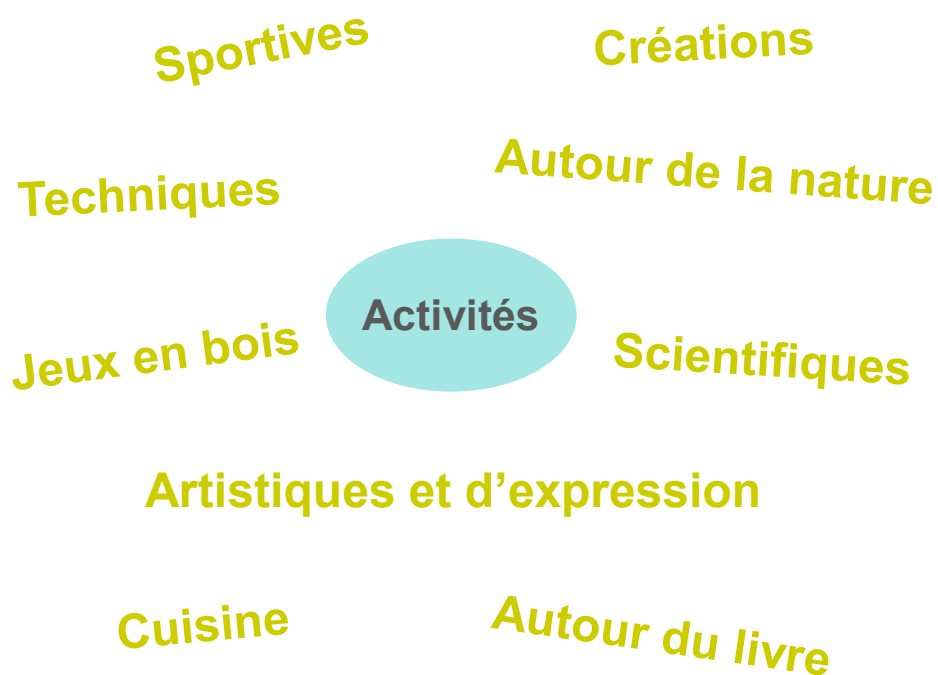 Sportives
Créations
Techniques
Autour de la nature
Activités
Jeux en bois
Scientifiques
Artistiques et d’expression
Cuisine
Autour du livre